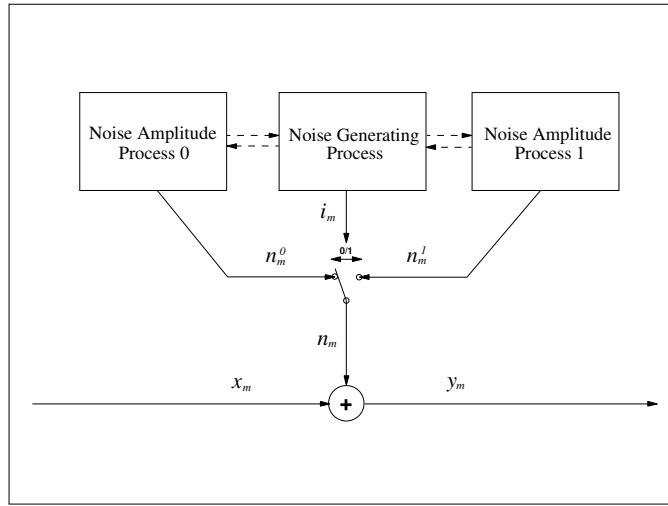 Noise Amplitude
Process 0
Noise Generating
Process
Noise Amplitude
Process 1
i_m
0/1
n_m^0
n_m^1
n_m
x_m
+
y_m